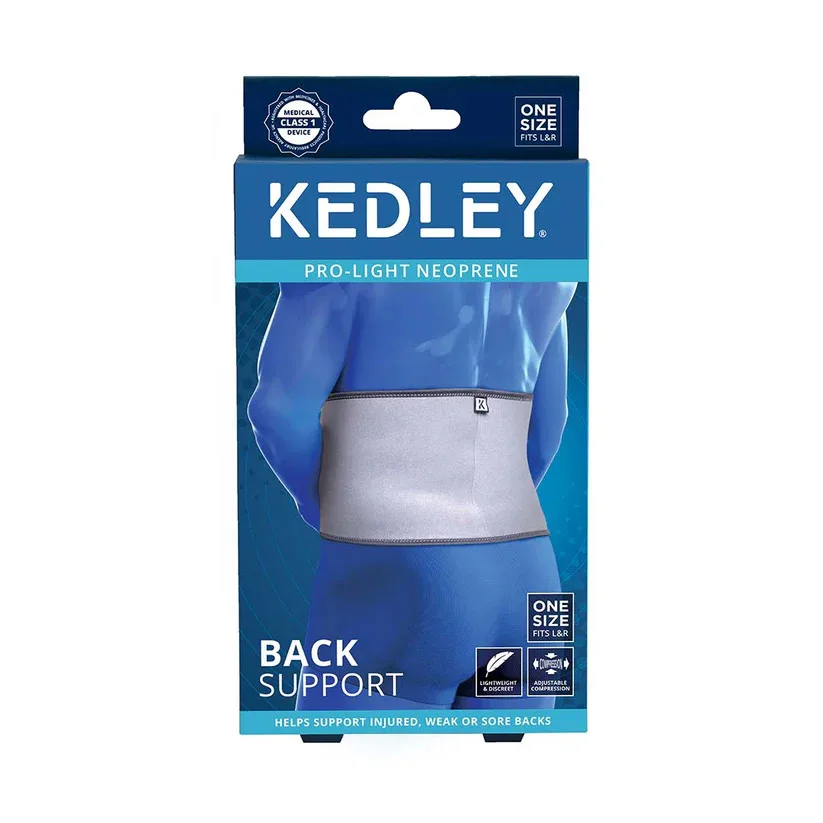 MEDICAL
CLASS 1
DEVICE
ONE
SIZE
FITS L&R
KEDLEY®
PRO-LIGHT NEOPRENE
K
ONE
SIZE
FITS L&R
BACK
SUPPORT
LIGHTWEIGHT
& DISCREET
COMPRESSION
ADJUSTABLE
COMPRESSION
HELPS SUPPORT INJURED, WEAK OR SORE BACKS